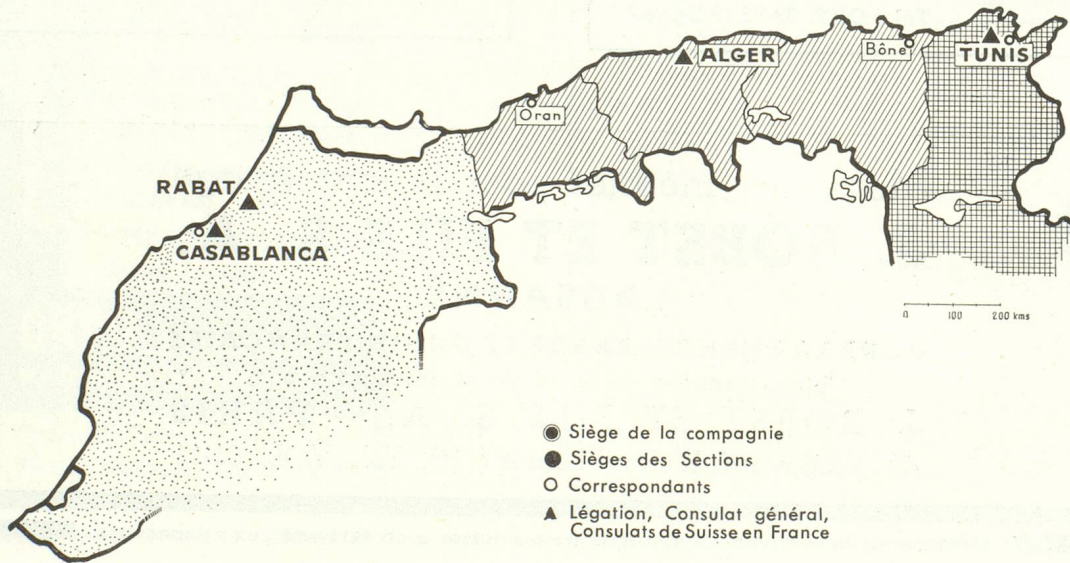 ALGER
Bône
TUNIS
Oran
RABAT
CASABLANCA
0 100 200 kms
Siège de la compagnie
Sièges des Sections
Correspondants
Légation, Consulat général,
Consulats de Suisse en France